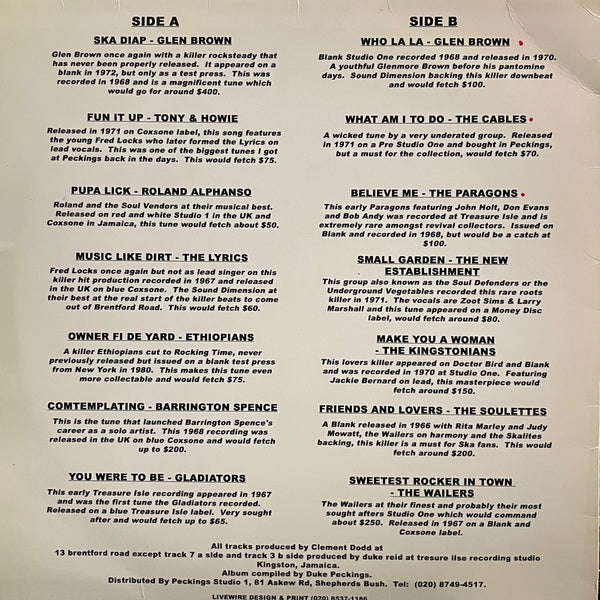 SIDE A
SKA DIAP - GLEN BROWN
Glen Brown once again with a killer rocksteady that
has never been properly released. It appeared on a
blank in 1972, but only as a test press. This was
recorded in 1968 and is a magnificent tune which
would go for around $400.
FUN IT UP - TONY & HOWIE
Released in 1971 on Coxsone label, this song features
the young Fred Locks who later formed the Lyrics on
lead vocals. This was one of the biggest tunes I got
at Peckings back in the days. This would fetch $75.
PUPA LICK - ROLAND ALPHANSO
Roland and the Soul Vendors at their musical best.
Released on red and white Studio 1 in the UK and
Coxsone in Jamaica, this tune would fetch about $50.
MUSIC LIKE DIRT - THE LYRICS
Fred Locks once again but not as lead singer on this
killer hit production recorded in 1967 and released
in the UK on blue Coxsone. The Sound Dimension at
their best at the real start of the killer beats to come
out of Brentford Road. This would fetch $60.
OWNER FI DE YARD - ETHIOPIANS
A killer Ethiopians cut to Rocking Time, never
previously released but issued on a blank test press
from New York in 1980. This makes this tune even
more collectable and would fetch $75.
COMTEMPLATING - BARRINGTON SPENCE
This is the tune that launched Barrington Spence's
career as a solo artist. This 1968 recording was
released in the UK on blue Coxsone and would fetch
up to $200.
YOU WERE TO BE - GLADIATORS
This early Treasure Isle recording appeared in 1967
and was the first tune the Gladiators recorded.
Released on a blue Treasure Isle label. Very sought
after and would fetch up to $65.
SIDE B
WHO LA LA - GLEN BROWN
Blank Studio One recorded 1968 and released in 1970.
A youthful Glenmore Brown before his pantomine
days. Sound Dimension backing this killer downbeat
and would fetch $100.
WHAT AM I TO DO - THE CABLES
A wicked tune by a very underated group. Released
in 1971 on a Pre Studio One and bought in Peckings,
but a must for the collection, would fetch $70.
BELIEVE ME - THE PARAGONS
This early Paragons featuring John Holt, Don Evans
and Bob Andy was recorded at Treasure Isle and is
extremely rare amongst revival collectors. Issued on
Blank and recorded in 1968, but would be a catch at
$100.
SMALL GARDEN - THE NEW
ESTABLISHMENT
This group also known as the Soul Defenders or the
Underground Vegetables recorded this rare roots
killer in 1971. The vocals are Zoot Sims & Larry
Marshall and this tune appeared on a Money Disc
label, would fetch around $80.
MAKE YOU A WOMAN
- THE KINGSTONIANS
This lovers killer appeared on Doctor Bird and Blank
and was recorded in 1970 at Studio One. Featuring
Jackie Bernard on lead, this masterpiece would
fetch around $150.
FRIENDS AND LOVERS - THE SOULETTES
A Blank released in 1966 with Rita Marley and Judy
Mowatt, the Wailers on harmony and the Skalites
backing, this killer is a must for Ska fans. This would
fetch around $200.
SWEETEST ROCKER IN TOWN
- THE WAILERS
The Wailers at their finest and probably their most
sought afters Studio One which would command
about $250. Released in 1967 on a Blank and
Coxsone label.
All tracks produced by Clement Dodd at
13 brentford road except track 7 a side and track 3 b side produced by duke reid at tresure ilse recording studio
Kingston, Jamaica.
Album compiled by Duke Peckings.
Distributed By Peckings Studio 1, 81 Askew Rd, Shepherds Bush. Tel: (020) 8749-4517.
LIVEWIRE DESIGN & PRINT (020) 8537-1186